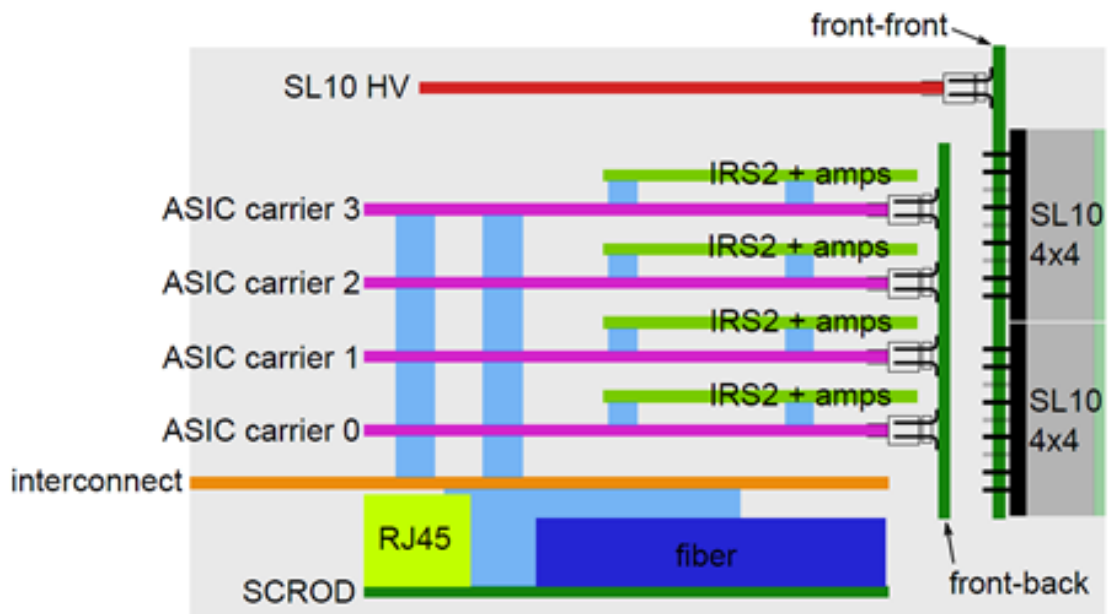 front-front
SL10 HV
IRS2 + amps
ASIC carrier 3
SL10
4x4
IRS2 + amps
ASIC carrier 2
IRS2 + amps
ASIC carrier 1
IRS2 + amps
SL10
4x4
ASIC carrier 0
interconnect
RJ45
fiber
front-back
SCROD